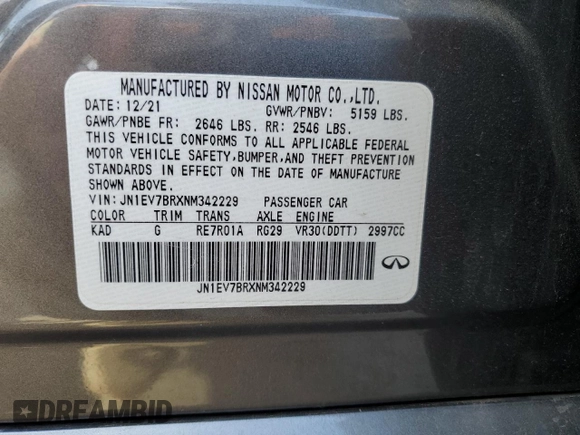 MANUFACTURED BY NISSAN MOTOR CO.,LTD.
DATE: 12/21 GVWR/PNBV: 5159 LBS.
GAWR/PNBE FR: 2646 LBS. RR: 2546 LBS.
THIS VEHICLE CONFORMS TO ALL APPLICABLE FEDERAL
MOTOR VEHICLE SAFETY,BUMPER,AND THEFT PREVENTION
STANDARDS IN EFFECT ON THE DATE OF MANUFACTURE
SHOWN ABOVE.
VIN: JN1EV7BRXNM342229 PASSENGER CAR
COLOR TRIM TRANS AXLE ENGINE
KAD G RE7R01A RG29 VR30(DDTT) 2997CC
JN1EV7BRXNM342229
DREAMBID